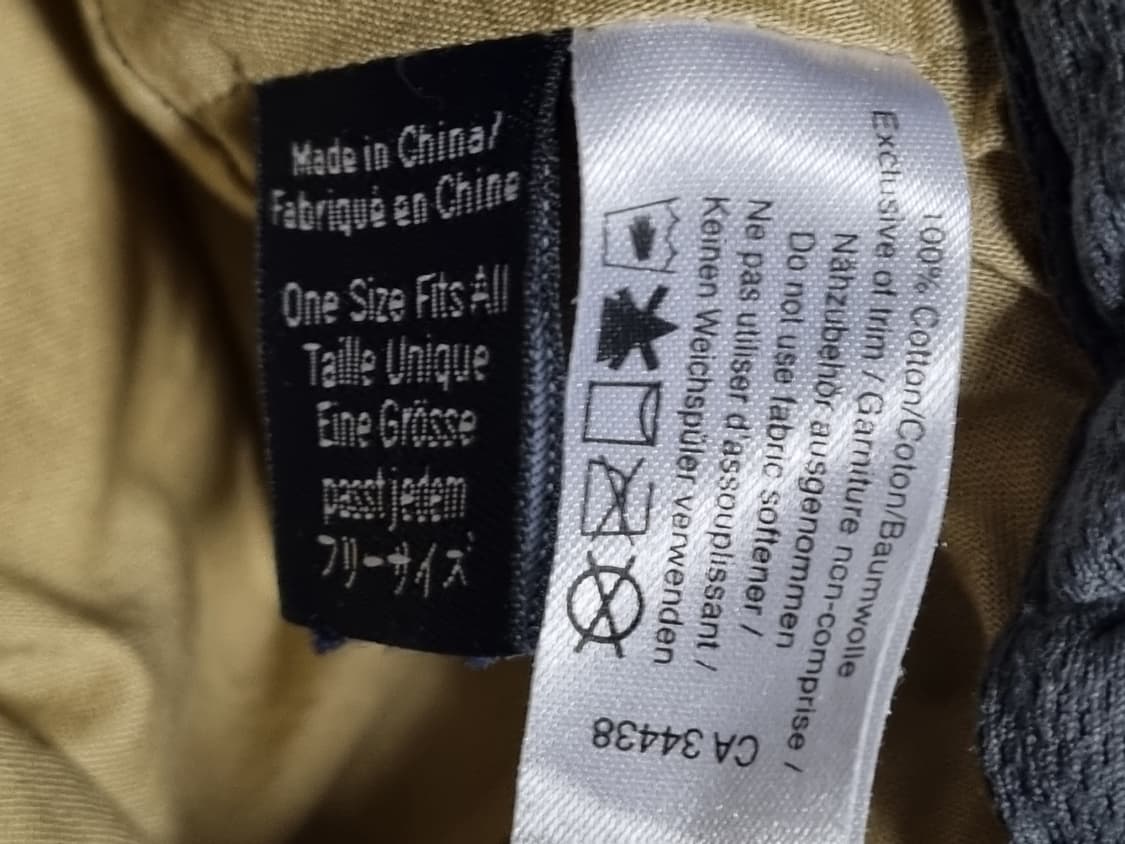 Made in China/
Fabriqué en Chine
One Size Fits All
Taille Unique
Eine Grösse
passt jedem
フリーサイズ
100% Cotton/Coton/Baumwolle
Exclusive of trim / Garniture non-comprise /
Nähzubehör ausgenommen
Do not use fabric softener /
Ne pas utiliser d'assouplissant /
Keinen Weichspüler verwenden
CA 34438